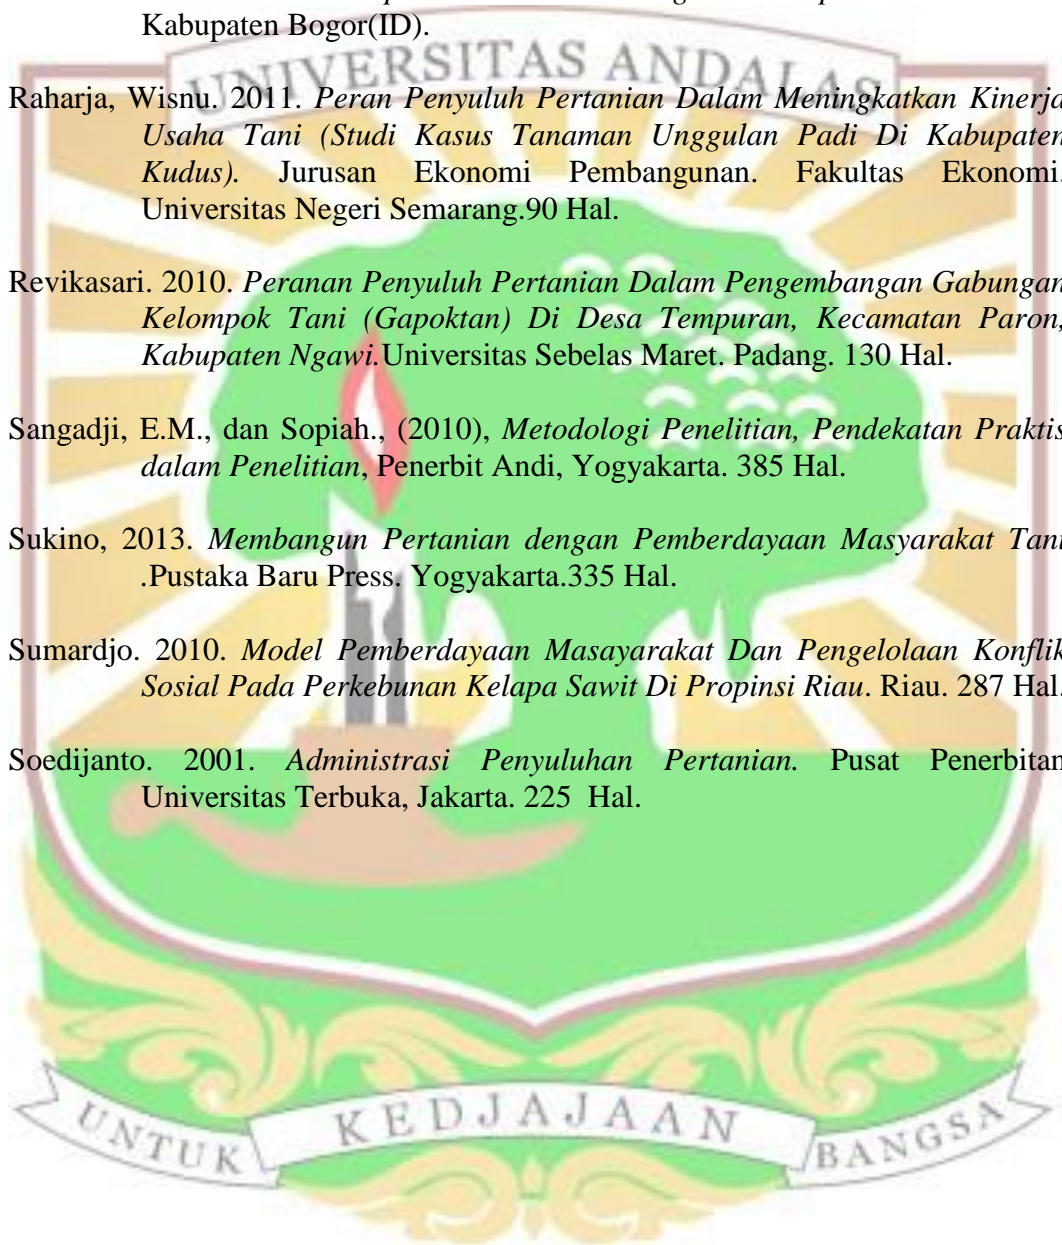 Kabupaten Bogor(ID).
UNIVERSITAS ANDALAS
Raharja, Wisnu. 2011. Peran Penyuluh Pertanian Dalam Meningkatkan Kinerja
Usaha Tani (Studi Kasus Tanaman Unggulan Padi Di Kabupaten
Kudus). Jurusan Ekonomi Pembangunan. Fakultas Ekonomi.
Universitas Negeri Semarang.90 Hal.
Revikasari. 2010. Peranan Penyuluh Pertanian Dalam Pengembangan Gabungan
Kelompok Tani (Gapoktan) Di Desa Tempuran, Kecamatan Paron,
Kabupaten Ngawi.Universitas Sebelas Maret. Padang. 130 Hal.
Sangadji, E.M., dan Sopiah., (2010), Metodologi Penelitian, Pendekatan Praktis
dalam Penelitian, Penerbit Andi, Yogyakarta. 385 Hal.
Sukino, 2013. Membangun Pertanian dengan Pemberdayaan Masyarakat Tani
.Pustaka Baru Press. Yogyakarta.335 Hal.
Sumardjo. 2010. Model Pemberdayaan Masayarakat Dan Pengelolaan Konflik
Sosial Pada Perkebunan Kelapa Sawit Di Propinsi Riau. Riau. 287 Hal.
Soedijanto. 2001. Administrasi Penyuluhan Pertanian. Pusat Penerbitan
Universitas Terbuka, Jakarta. 225 Hal.
UNTUK KEDJAJAAN BANGSA